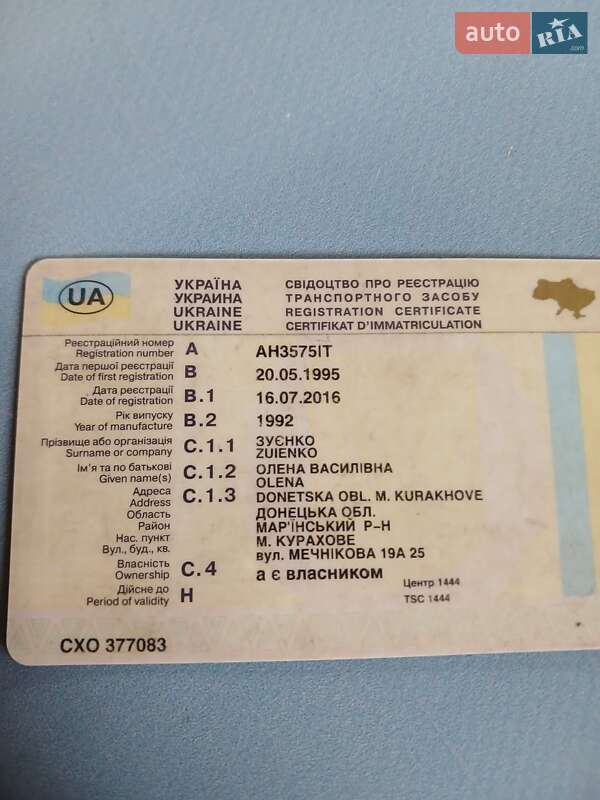 auto RIA .com
UA
УКРАЇНА
УКРАИНА
UKRAINE
UKRAINE
СВІДОЦТВО ПРО РЕЄСТРАЦІЮ
ТРАНСПОРТНОГО ЗАСОБУ
REGISTRATION CERTIFICATE
CERTIFIKAT D'IMMATRICULATION
Реєстраційний номер
Registration number A AH3575IT
Дата першої реєстрації
Date of first registration B 20.05.1995
Дата реєстрації
Date of registration B.1 16.07.2016
Рік випуску
Year of manufacture B.2 1992
Прізвище або організація C.1.1 ЗУЄНКО
Surname or company ZUIENKO
Ім'я та по батькові C.1.2 ОЛЕНА ВАСИЛІВНА
Given name(s) OLENA
Адреса C.1.3 DONETSKA OBL. M. KURAKHOVE
Address
Область ДОНЕЦЬКА ОБЛ.
Район МАР'ЇНСЬКИЙ Р-Н
Нас. пункт М. КУРАХОВЕ
Вул., буд., кв. вул. МЕЧНІКОВА 19А 25
Власність
Ownership C.4 а є власником
Дійсне до
Period of validity H
Центр 1444
TSC 1444
СХО 377083